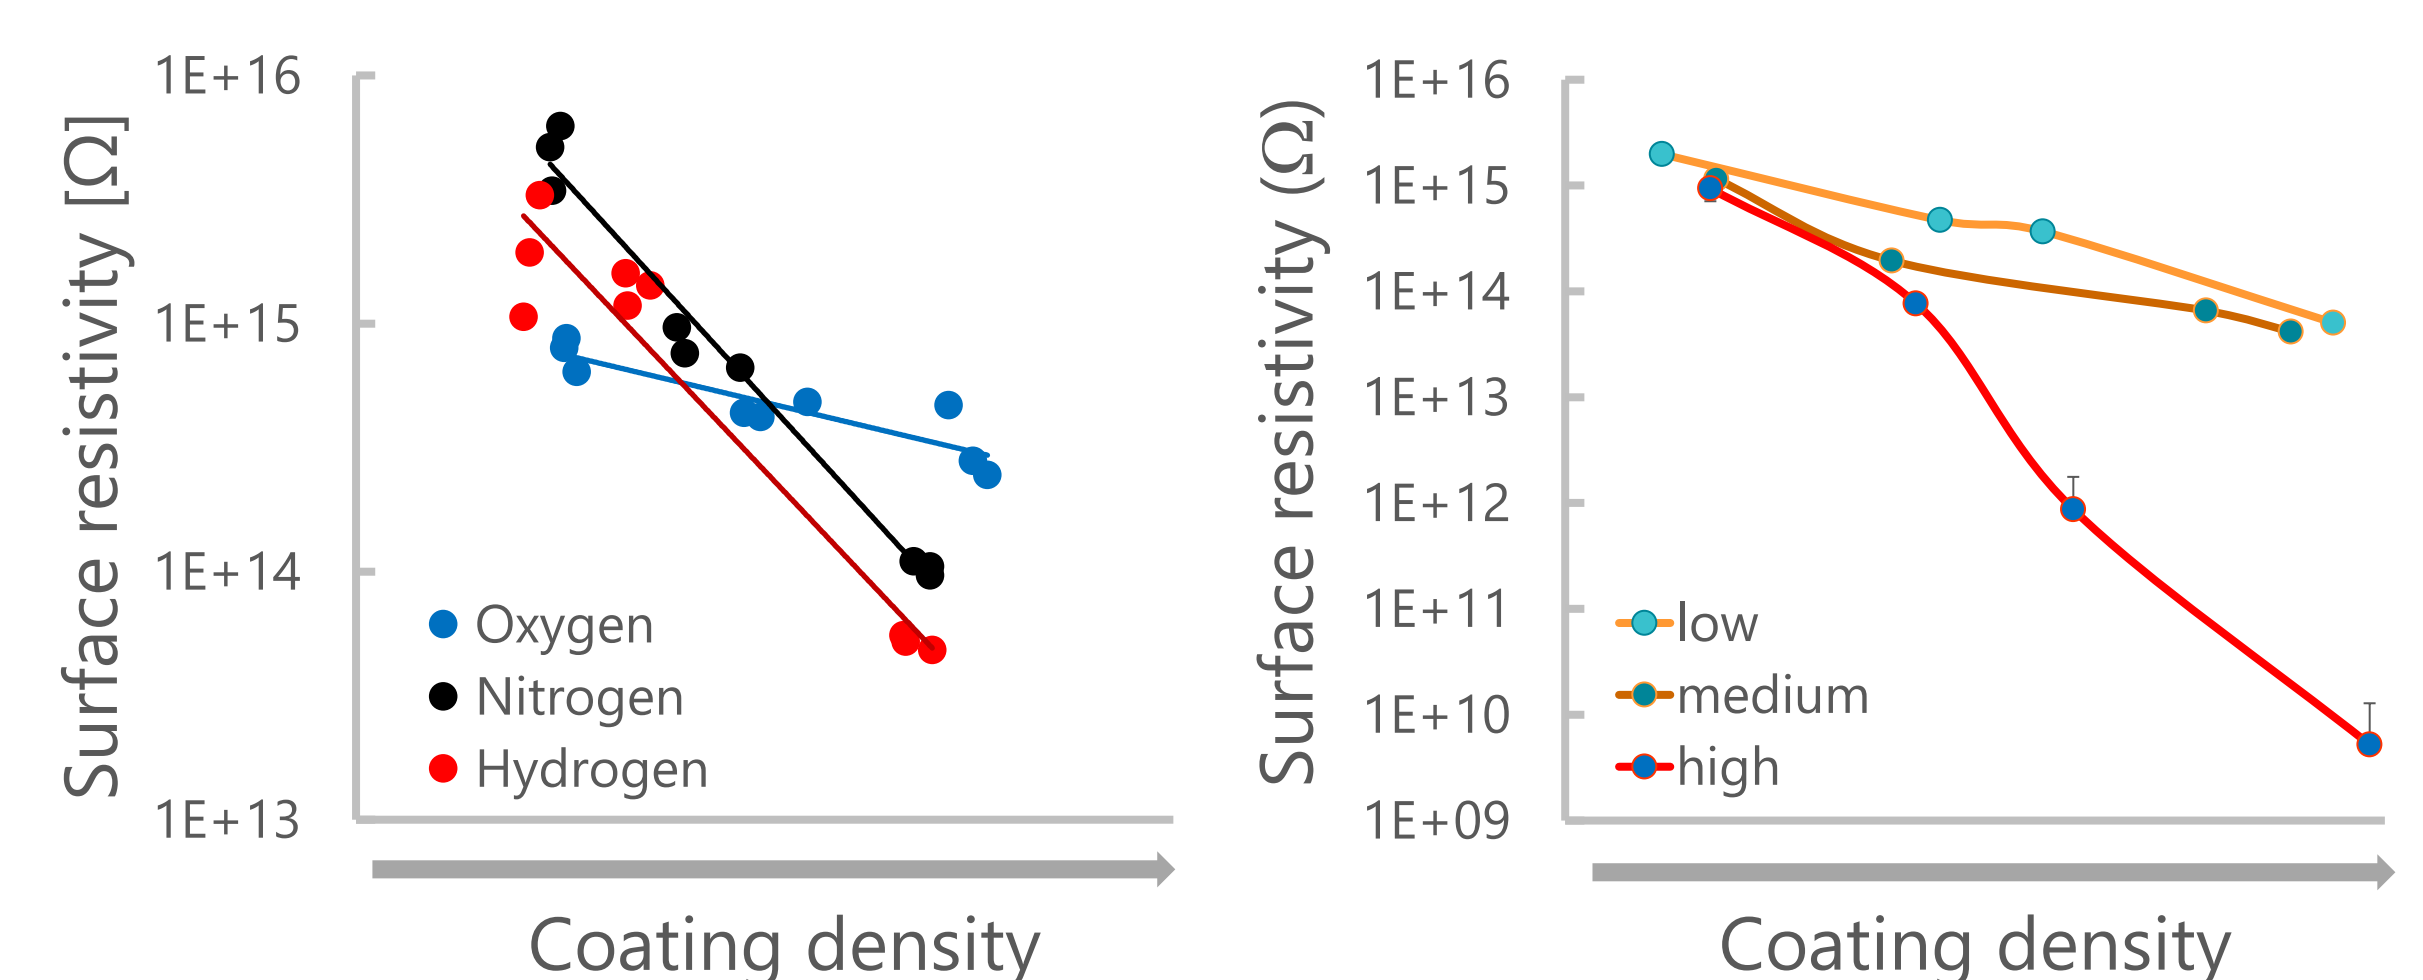 Surface resistivity [Ω]
1E+16
1E+15
1E+14
1E+13
Oxygen
Nitrogen
Hydrogen
Coating density
Surface resistivity (Ω)
1E+16
1E+15
1E+14
1E+13
1E+12
1E+11
1E+10
1E+09
low
medium
high
Coating density